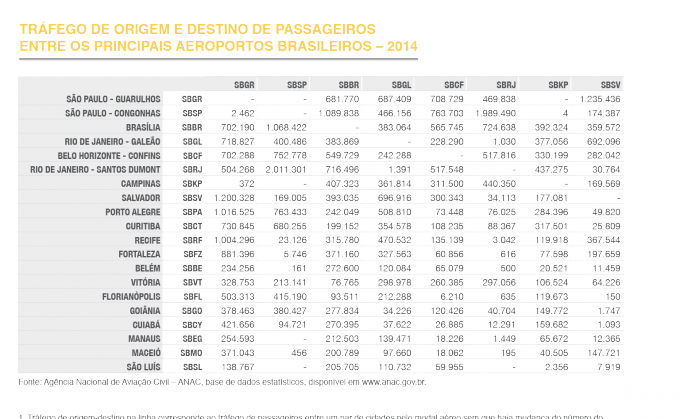 TRÁFEGO DE ORIGEM E DESTINO DE PASSAGEIROS
ENTRE OS PRINCIPAIS AEROPORTOS BRASILEIROS – 2014
SBGR SBSP SBBR SBGL SBCF SBRJ SBKP SBSV
SÃO PAULO - GUARULHOS SBGR - - 681.770 687.409 708.729 469.838 - 1.235.436
SÃO PAULO - CONGONHAS SBSP 2.462 - 1.089.838 466.156 763.703 1.989.490 4 174.387
BRASÍLIA SBBR 702.190 1.068.422 - 383.064 565.745 724.638 392.324 359.572
RIO DE JANEIRO - GALEÃO SBGL 718.827 400.486 383.869 - 228.290 1.030 377.056 692.096
BELO HORIZONTE - CONFINS SBCF 702.288 752.778 549.729 242.288 - 517.816 330.199 282.042
RIO DE JANEIRO - SANTOS DUMONT SBRJ 504.268 2.011.301 716.496 1.391 517.548 - 437.275 30.764
CAMPINAS SBKP 372 - 407.323 361.814 311.500 440.350 - 169.569
SALVADOR SBSV 1.200.328 169.005 393.035 696.916 300.343 34.113 177.081 -
PORTO ALEGRE SBPA 1.016.525 763.433 242.049 508.810 73.448 76.025 284.396 49.820
CURITIBA SBCT 730.845 680.255 199.152 354.578 108.235 88.367 317.501 25.809
RECIFE SBRF 1.004.296 23.126 315.780 470.532 135.139 3.042 119.918 367.544
FORTALEZA SBFZ 881.396 5.746 371.160 327.563 60.856 616 77.598 197.659
BELÉM SBBE 234.256 161 272.600 120.084 65.079 500 20.521 11.459
VITÓRIA SBVT 328.753 213.141 76.765 298.978 260.385 297.056 106.524 64.226
FLORIANÓPOLIS SBFL 503.313 415.190 93.511 212.288 6.210 635 119.673 150
GOIÂNIA SBGO 378.463 380.427 277.834 34.226 120.426 40.704 149.772 1.747
CUIABÁ SBCY 421.656 94.721 270.395 37.622 26.885 12.291 159.682 1.093
MANAUS SBEG 254.593 - 212.503 139.471 18.226 1.449 65.672 12.365
MACEIÓ SBMO 371.043 456 200.789 97.660 18.062 195 40.505 147.721
SÃO LUÍS SBSL 138.767 - 205.705 110.732 59.955 - 2.356 7.919
Fonte: Agência Nacional de Aviação Civil – ANAC, base de dados estatísticos, disponível em www.anac.gov.br.
1 Tráfego de origem-destino na linha corresponde ao tráfego de passageiros entre um par de cidades pelo modal aéreo sem que haja mudança do número do